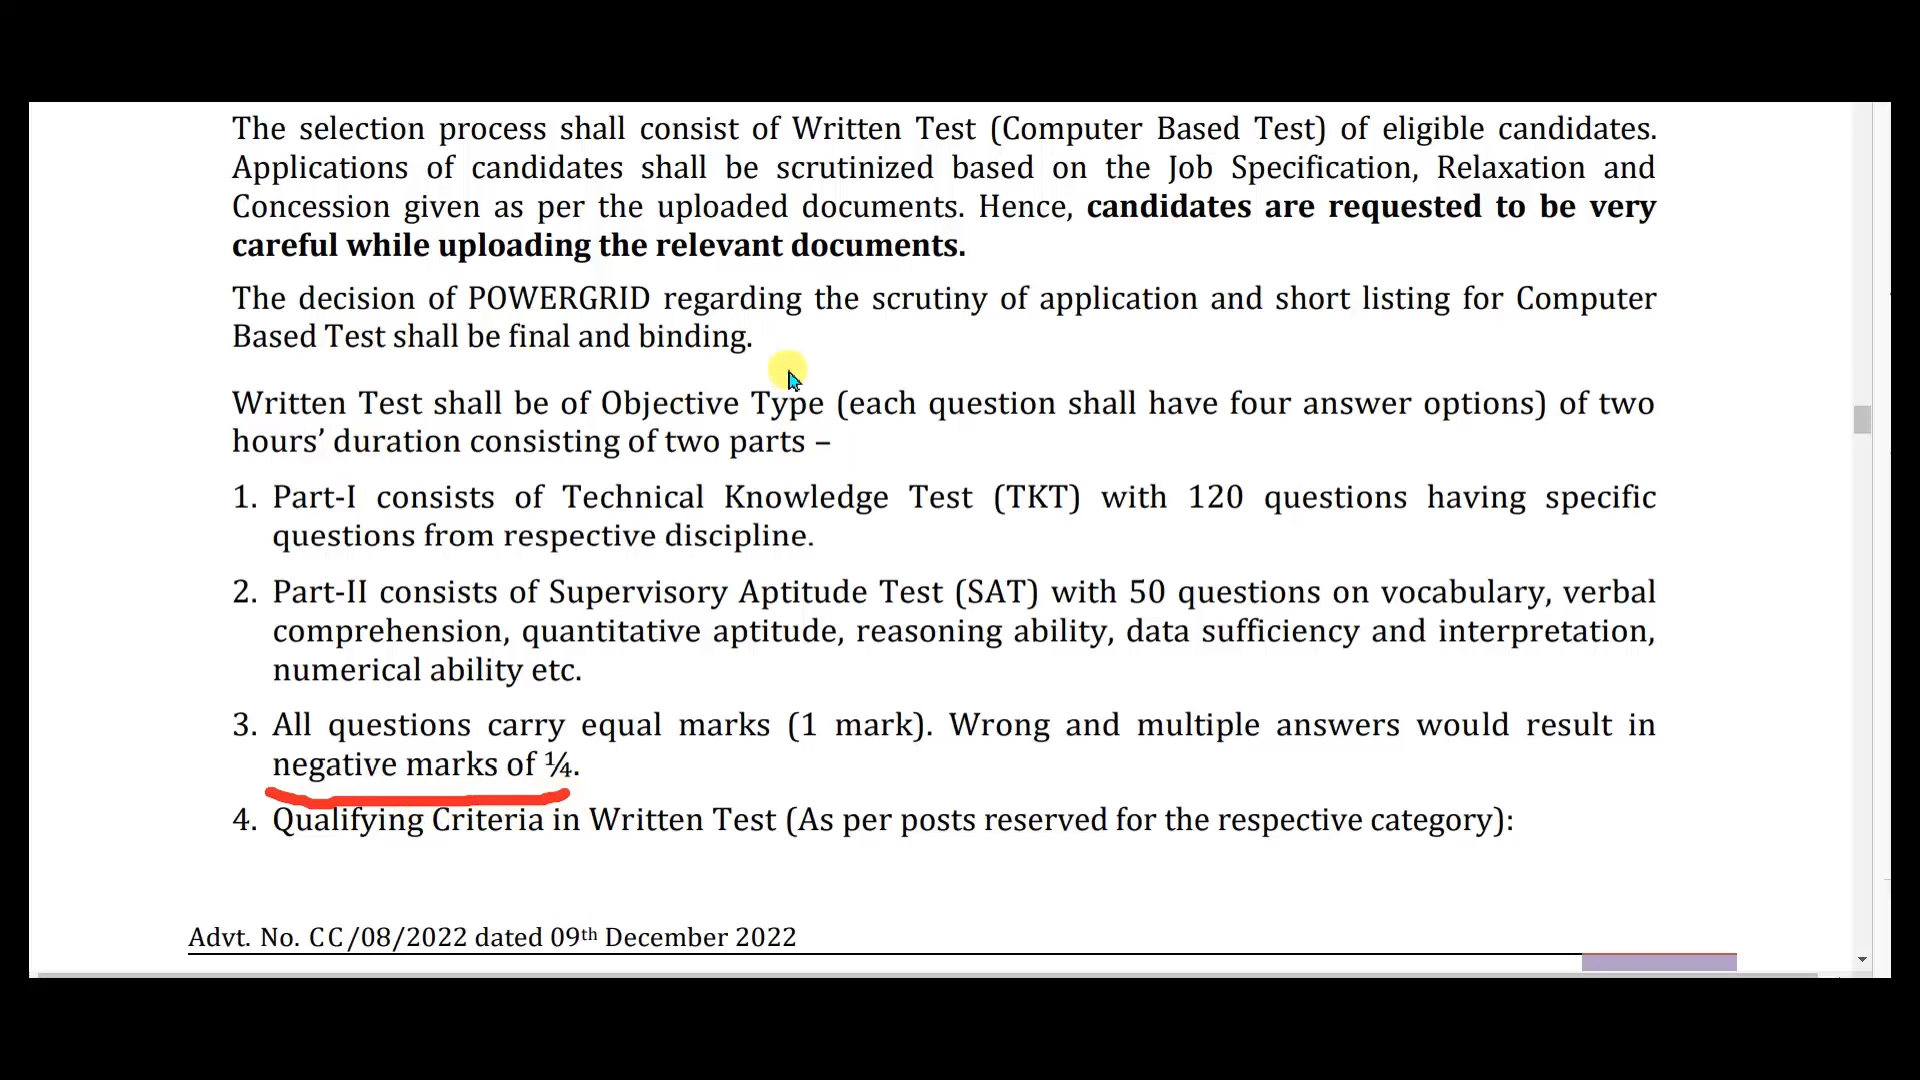 The selection process shall consist of Written Test (Computer Based Test) of eligible candidates.
Applications of candidates shall be scrutinized based on the Job Specification, Relaxation and
Concession given as per the uploaded documents. Hence, candidates are requested to be very
careful while uploading the relevant documents.
The decision of POWERGRID regarding the scrutiny of application and short listing for Computer
Based Test shall be final and binding.
Written Test shall be of Objective Type (each question shall have four answer options) of two
hours’ duration consisting of two parts –
1. Part-I consists of Technical Knowledge Test (TKT) with 120 questions having specific
questions from respective discipline.
2. Part-II consists of Supervisory Aptitude Test (SAT) with 50 questions on vocabulary, verbal
comprehension, quantitative aptitude, reasoning ability, data sufficiency and interpretation,
numerical ability etc.
3. All questions carry equal marks (1 mark). Wrong and multiple answers would result in
negative marks of ¼.
4. Qualifying Criteria in Written Test (As per posts reserved for the respective category):
Advt. No. CC/08/2022 dated 09th December 2022